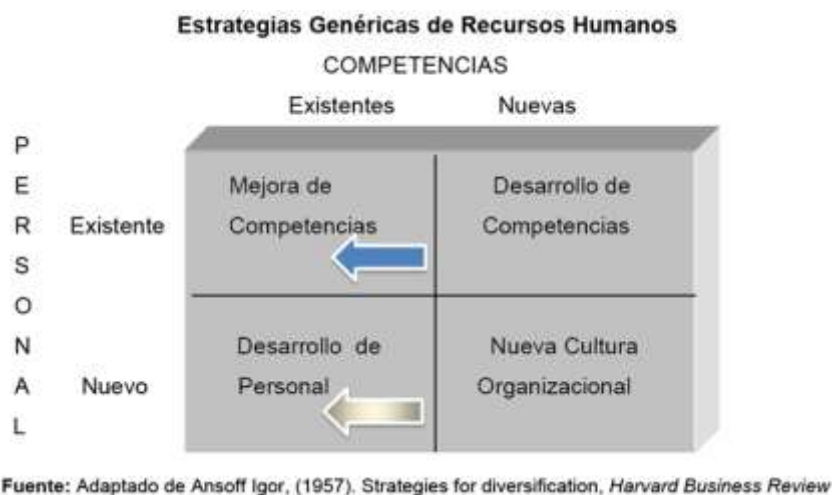 Estrategias Genéricas de Recursos Humanos
COMPETENCIAS
Existentes Nuevas
PERSONAL
Existente
Mejora de
Competencias
Desarrollo de
Competencias
Nuevo
Desarrollo de
Personal
Nueva Cultura
Organizacional
Fuente: Adaptado de Ansoff Igor, (1957). Strategies for diversification, Harvard Business Review